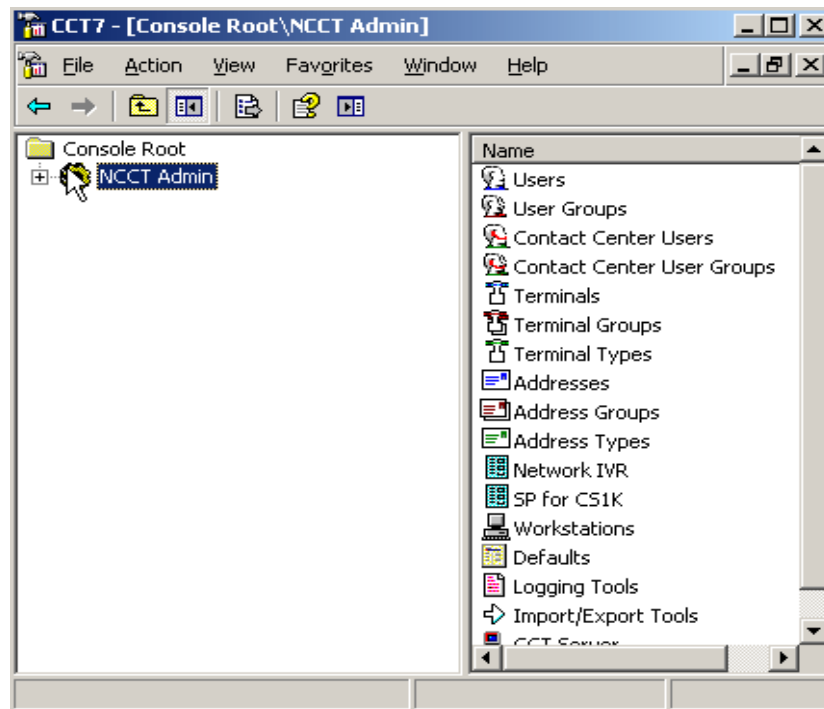 CCT7 - [Console Root\NCCT Admin]
File Action View Favorites Window Help
Console Root
NCCT Admin
Name
Users
User Groups
Contact Center Users
Contact Center User Groups
Terminals
Terminal Groups
Terminal Types
Addresses
Address Groups
Address Types
Network IVR
SP for CS1K
Workstations
Defaults
Logging Tools
Import/Export Tools
CCT Server